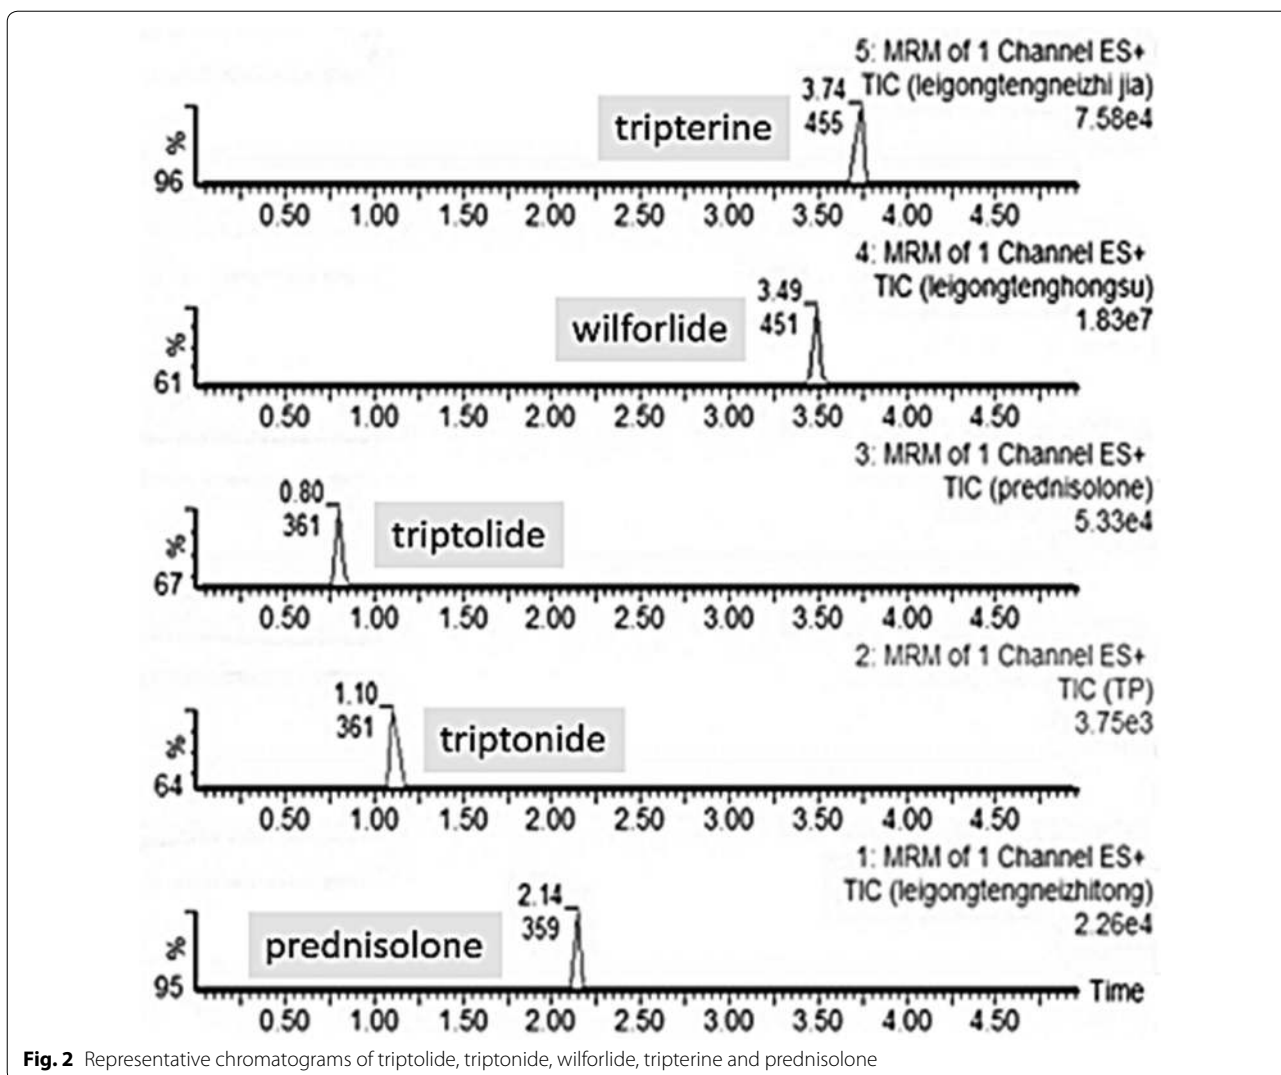 5: MRM of 1 Channel ES+
3.74 TIC (leigongtengneizhi jia)
tripterine 455 7.58e4
%
96
0.50 1.00 1.50 2.00 2.50 3.00 3.50 4.00 4.50
4: MRM of 1 Channel ES+
3.49 TIC (leigongtenghongsu)
wilforlide 451 1.83e7
%
61
0.50 1.00 1.50 2.00 2.50 3.00 3.50 4.00 4.50
3: MRM of 1 Channel ES+
0.80 TIC (prednisolone)
361 triptolide 5.33e4
%
67
0.50 1.00 1.50 2.00 2.50 3.00 3.50 4.00 4.50
2: MRM of 1 Channel ES+
1.10 TIC (TP)
361 triptonide 3.75e3
%
64
0.50 1.00 1.50 2.00 2.50 3.00 3.50 4.00 4.50
1: MRM of 1 Channel ES+
2.14 TIC (leigongtengneizhitong)
prednisolone 359 2.26e4
%
95 Time
0.50 1.00 1.50 2.00 2.50 3.00 3.50 4.00 4.50
Fig. 2 Representative chromatograms of triptolide, triptonide, wilforlide, tripterine and prednisolone